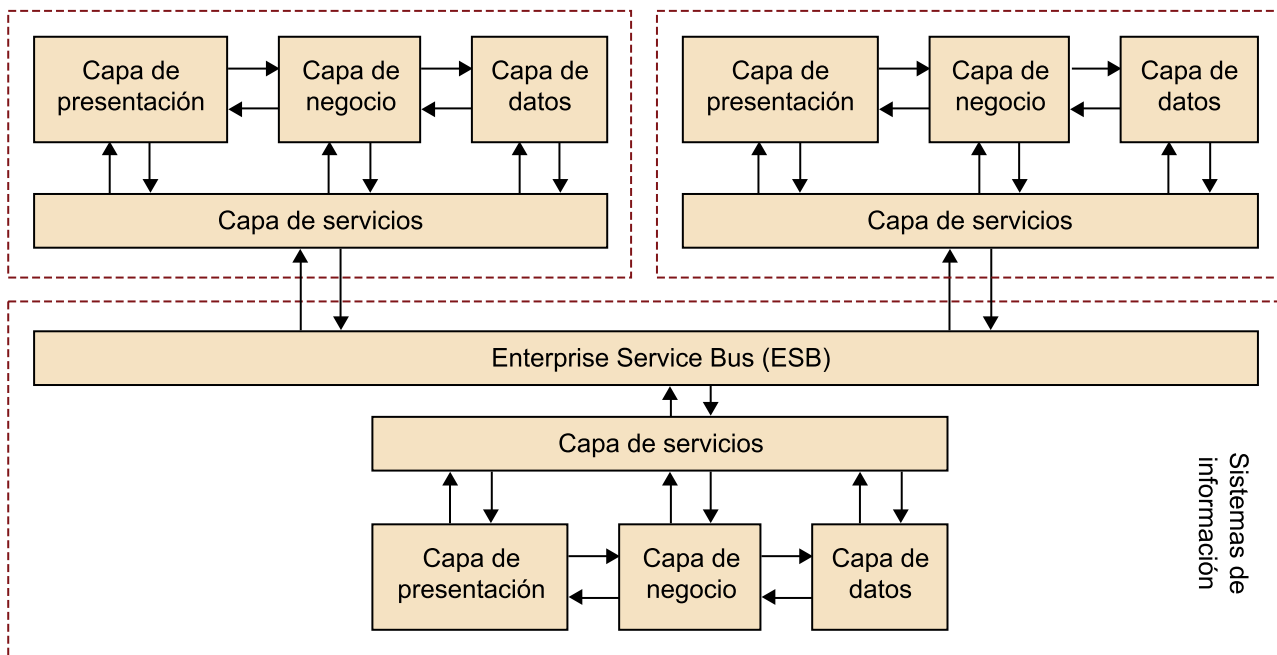 Capa de
presentación
Capa de
negocio
Capa de
datos
Capa de servicios
Capa de
presentación
Capa de
negocio
Capa de
datos
Capa de servicios
Enterprise Service Bus (ESB)
Capa de servicios
Capa de
presentación
Capa de
negocio
Capa de
datos
Sistemas de
información